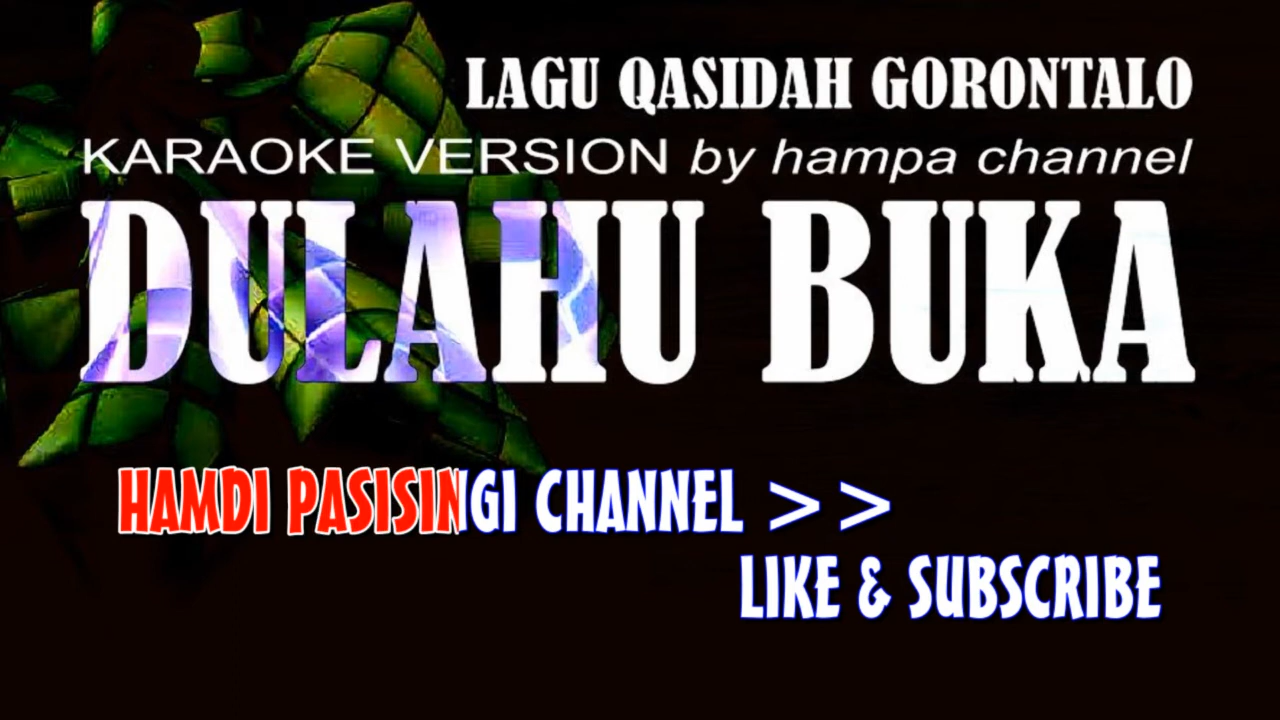 LAGU QASIDAH GORONTALO
KARAOKE VERSION by hampa channel
DULAHU BUKA
HAMDI PASISINGI CHANNEL > >
LIKE & SUBSCRIBE